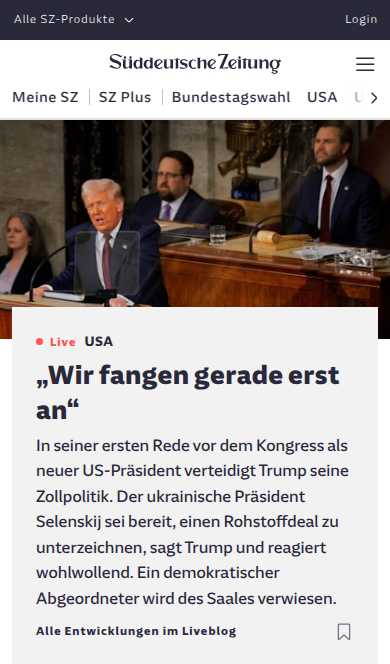 Alle SZ-Produkte
Login
Süddeutsche Zeitung
Meine SZ SZ Plus Bundestagswahl USA
Live USA
„Wir fangen gerade erst
an“
In seiner ersten Rede vor dem Kongress als
neuer US-Präsident verteidigt Trump seine
Zollpolitik. Der ukrainische Präsident
Selenskij sei bereit, einen Rohstoffdeal zu
unterzeichnen, sagt Trump und reagiert
wohlwollend. Ein demokratischer
Abgeordneter wird des Saales verwiesen.
Alle Entwicklungen im Liveblog